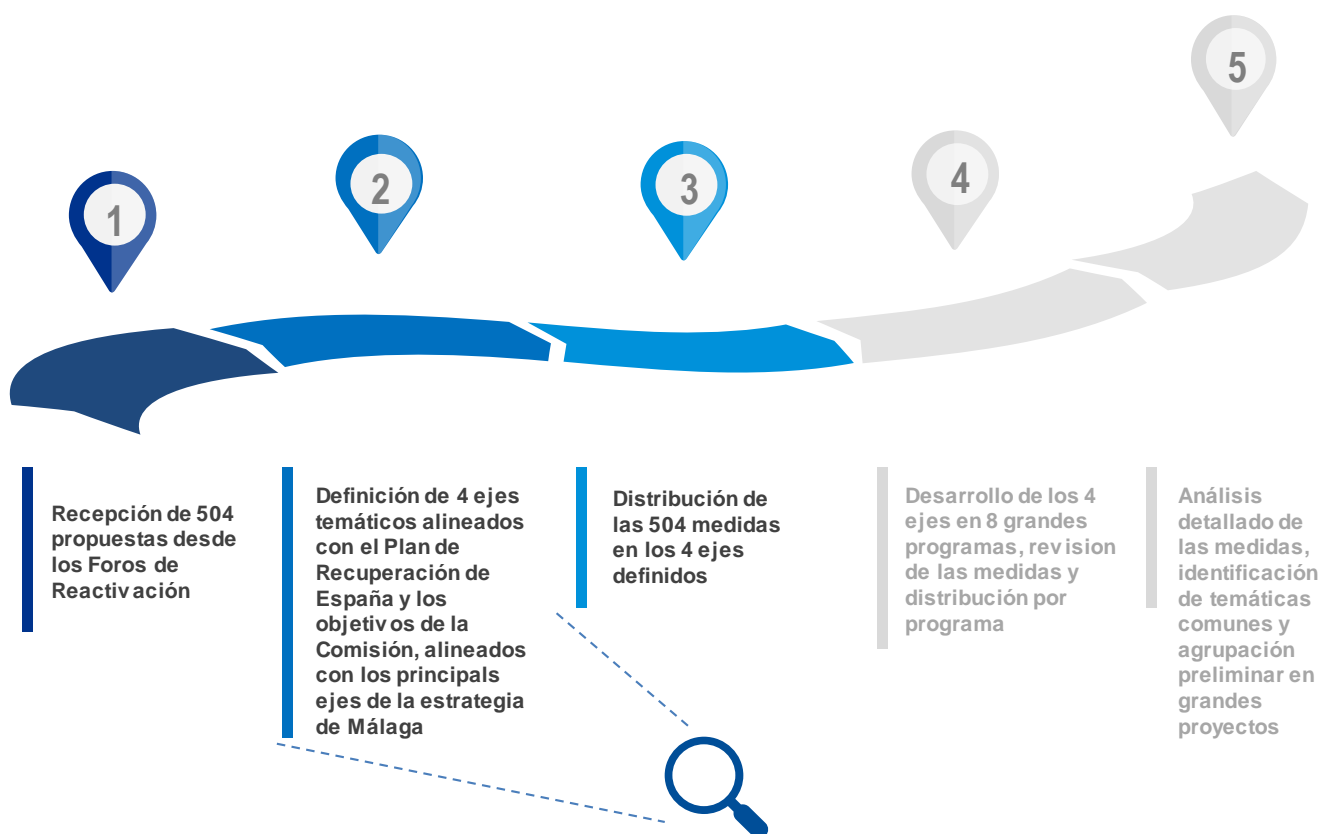 1
2
3
4
5
Recepción de 504
propuestas desde
los Foros de
Reactivación
Definición de 4 ejes
temáticos alineados
con el Plan de
Recuperación de
España y los
objetivos de la
Comisión, alineados
con los principals
ejes de la estrategia
de Málaga
Distribución de
las 504 medidas
en los 4 ejes
definidos
Desarrollo de los 4
ejes en 8 grandes
programas, revision
de las medidas y
distribución por
programa
Análisis
detallado de
las medidas,
identificación
de temáticas
comunes y
agrupación
preliminar en
grandes
proyectos